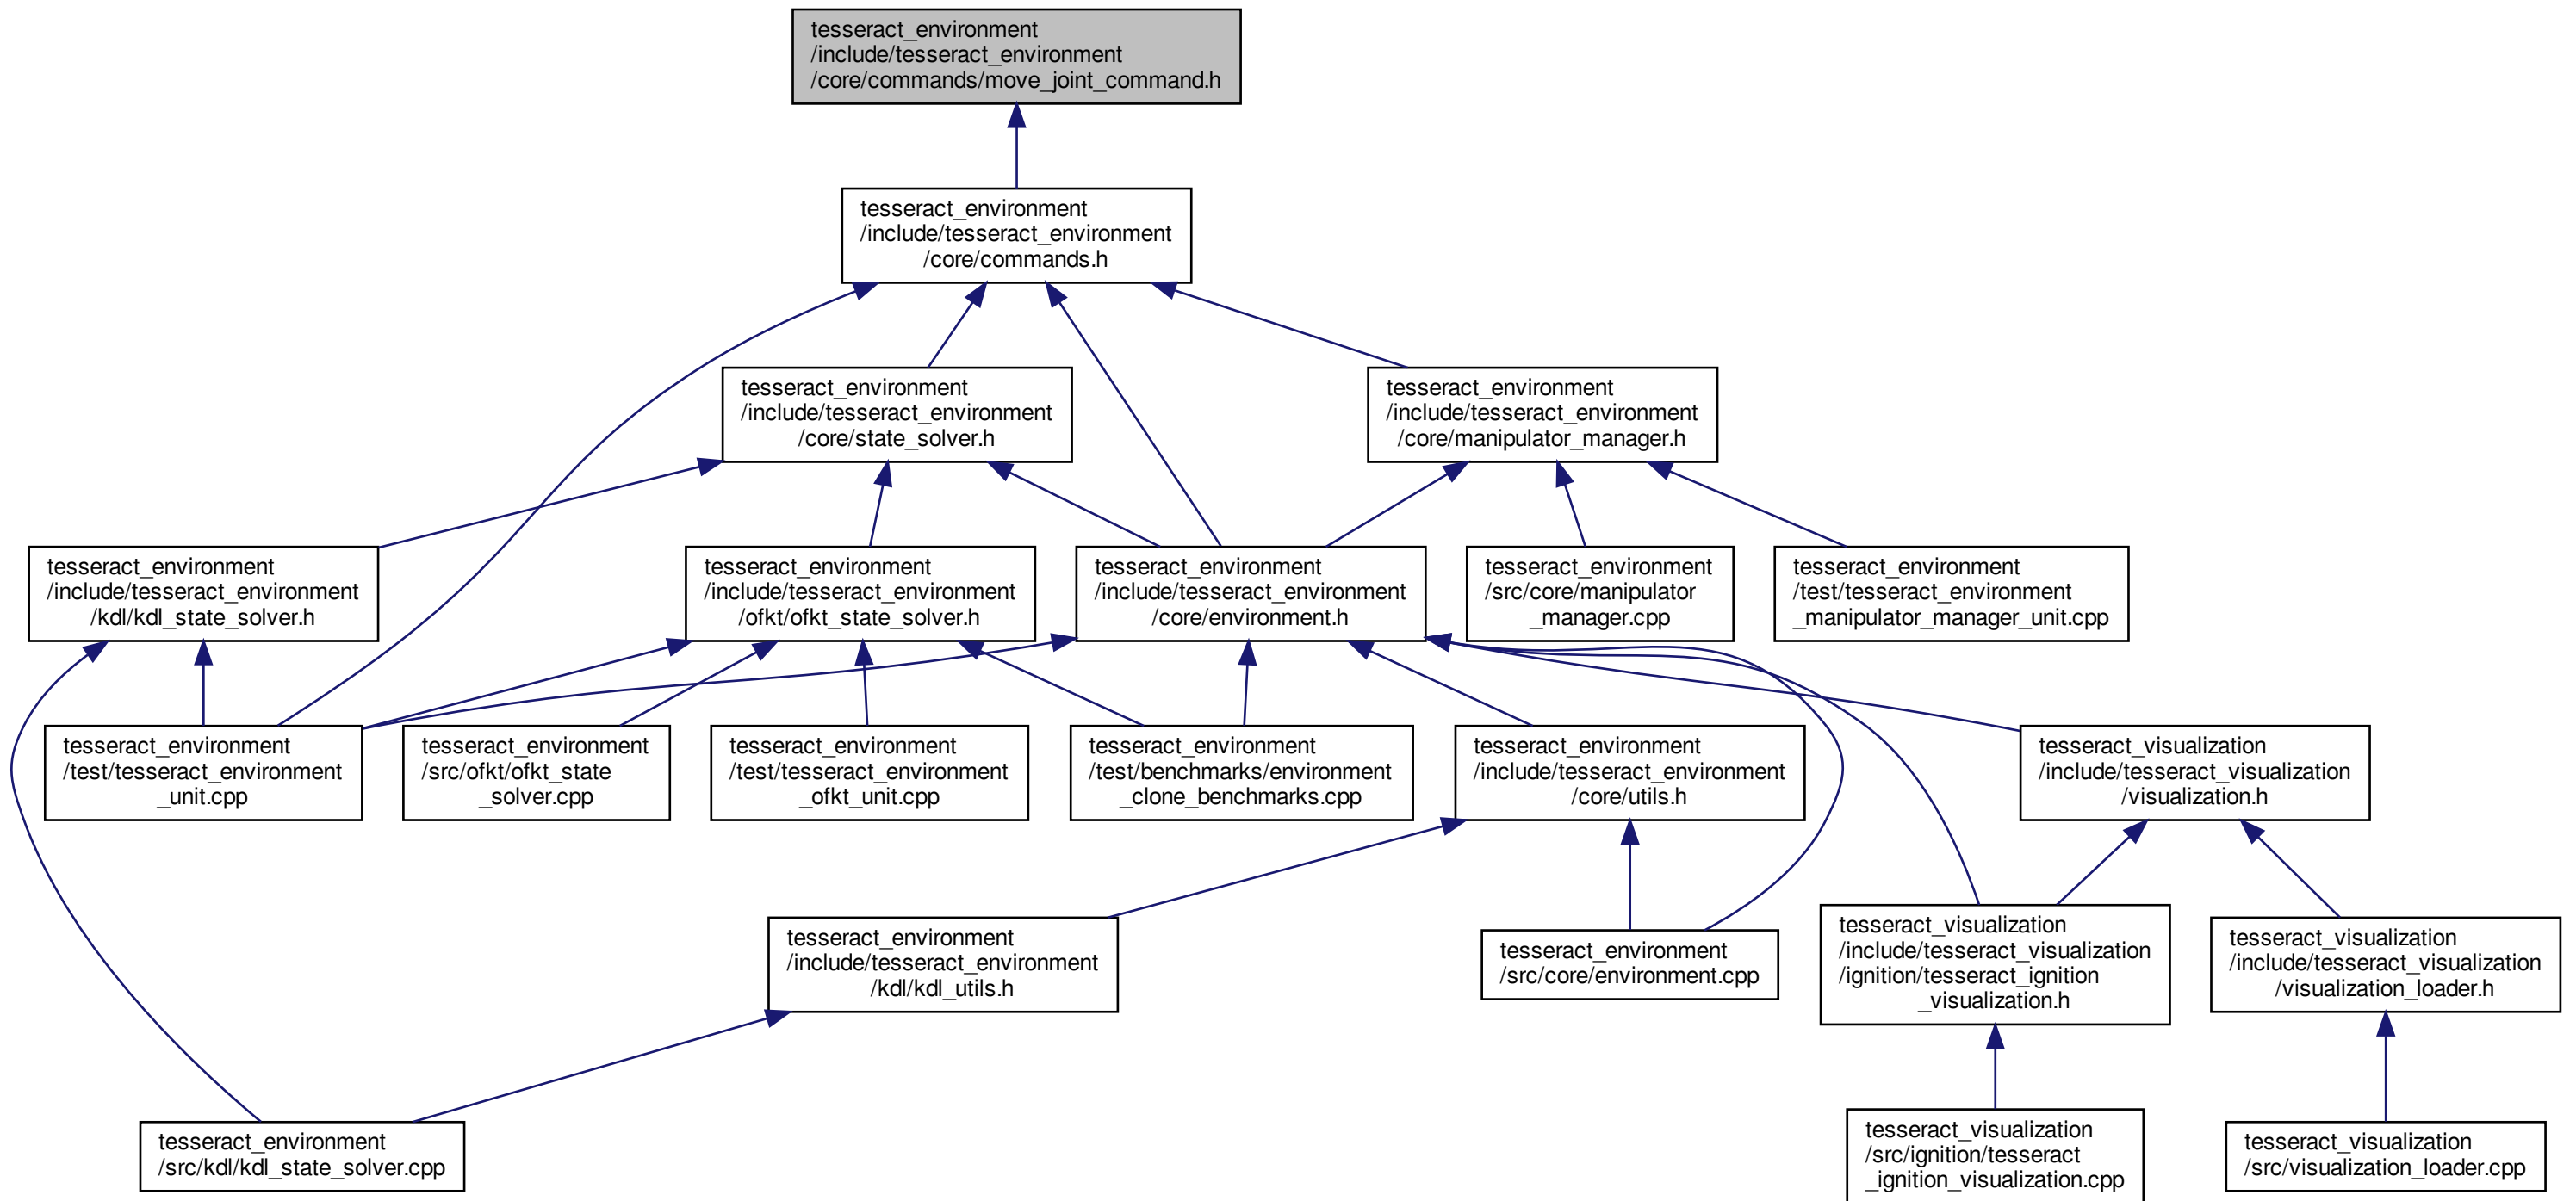 tesseract_environment
/include/tesseract_environment
/core/commands/move_joint_command.h
tesseract_environment
/include/tesseract_environment
/core/commands.h
tesseract_environment
/include/tesseract_environment
/core/state_solver.h
tesseract_environment
/include/tesseract_environment
/core/manipulator_manager.h
tesseract_environment
/include/tesseract_environment
/kdl/kdl_state_solver.h
tesseract_environment
/include/tesseract_environment
/ofkt/ofkt_state_solver.h
tesseract_environment
/include/tesseract_environment
/core/environment.h
tesseract_environment
/src/core/manipulator
_manager.cpp
tesseract_environment
/test/tesseract_environment
_manipulator_manager_unit.cpp
tesseract_environment
/test/tesseract_environment
_unit.cpp
tesseract_environment
/src/ofkt/ofkt_state
_solver.cpp
tesseract_environment
/test/tesseract_environment
_ofkt_unit.cpp
tesseract_environment
/test/benchmarks/environment
_clone_benchmarks.cpp
tesseract_environment
/include/tesseract_environment
/core/utils.h
tesseract_visualization
/include/tesseract_visualization
/visualization.h
tesseract_environment
/include/tesseract_environment
/kdl/kdl_utils.h
tesseract_environment
/src/core/environment.cpp
tesseract_visualization
/include/tesseract_visualization
/ignition/tesseract_ignition
_visualization.h
tesseract_visualization
/include/tesseract_visualization
/visualization_loader.h
tesseract_environment
/src/kdl/kdl_state_solver.cpp
tesseract_visualization
/src/ignition/tesseract
_ignition_visualization.cpp
tesseract_visualization
/src/visualization_loader.cpp